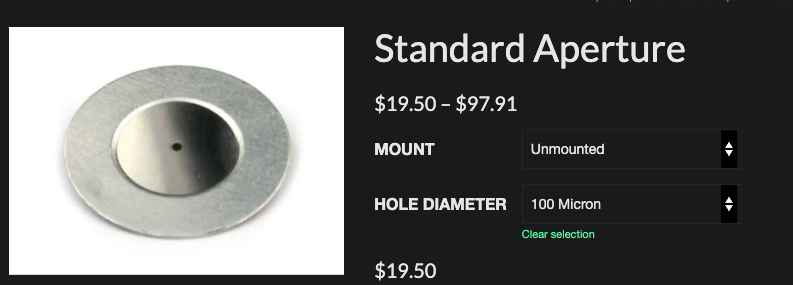 Standard Aperture
$19.50 – $97.91
MOUNT
Unmounted
HOLE DIAMETER
100 Micron
Clear selection
$19.50